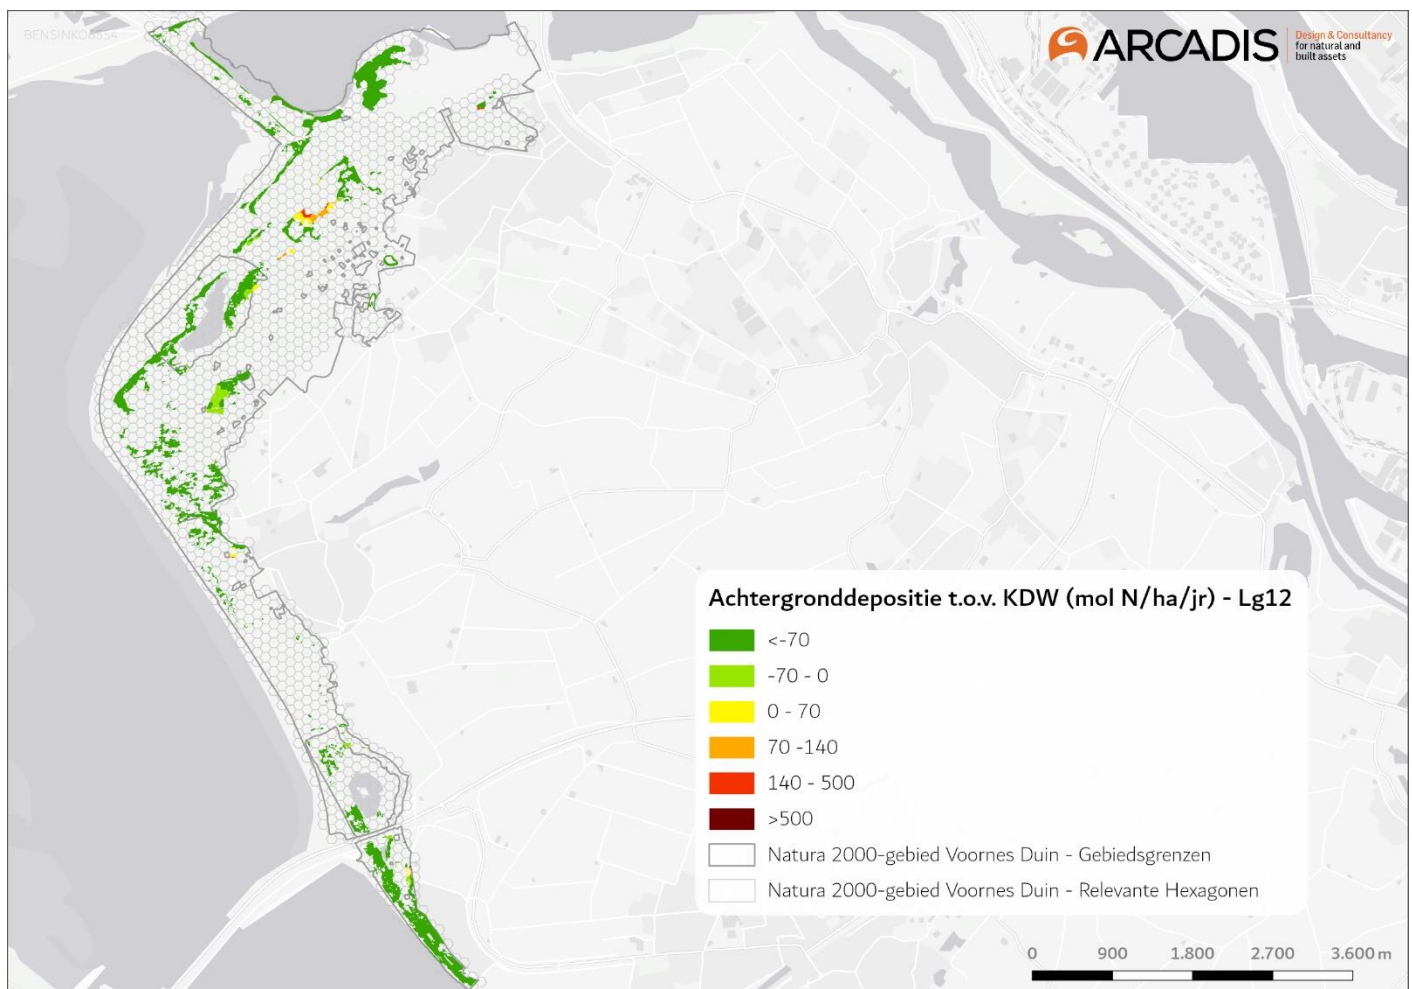 BENSINKO6554
ARCADIS
Design & Consultancy
for natural and
built assets
Achtergronddepositie t.o.v. KDW (mol N/ha/jr) - Lg12
<-70
-70 - 0
0 - 70
70 -140
140 - 500
>500
Natura 2000-gebied Voornes Duin - Gebiedsgrenzen
Natura 2000-gebied Voornes Duin - Relevante Hexagonen
0 900 1.800 2.700 3.600 m